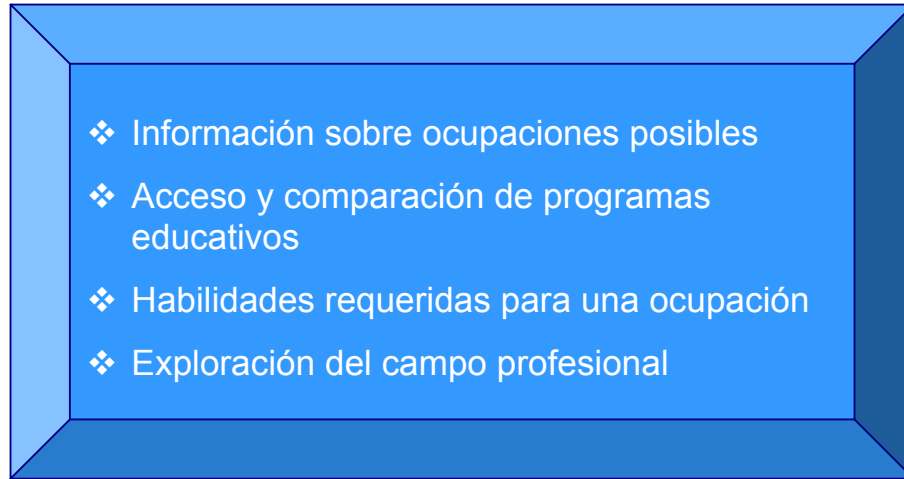 ❖ Información sobre ocupaciones posibles
❖ Acceso y comparación de programas
educativos
❖ Habilidades requeridas para una ocupación
❖ Exploración del campo profesional